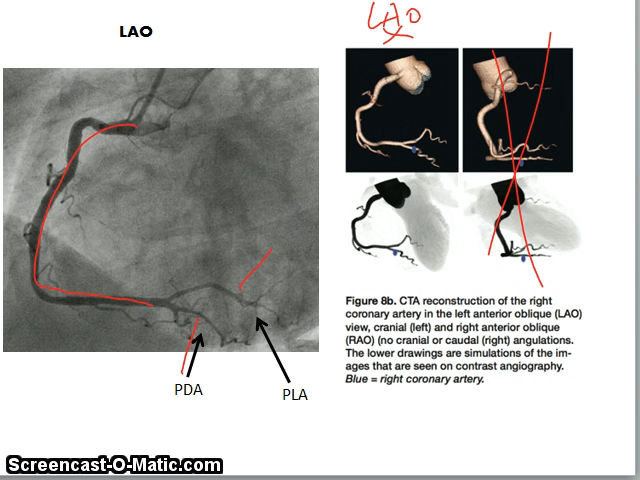 LAO
LAO
PDA
PLA
Figure 8b. CTA reconstruction of the right
coronary artery in the left anterior oblique (LAO)
view, cranial (left) and right anterior oblique
(RAO) (no cranial or caudal (right) angulations.
The lower drawings are simulations of the im-
ages that are seen on contrast angiography.
Blue = right coronary artery.
Screencast-O-Matic.com